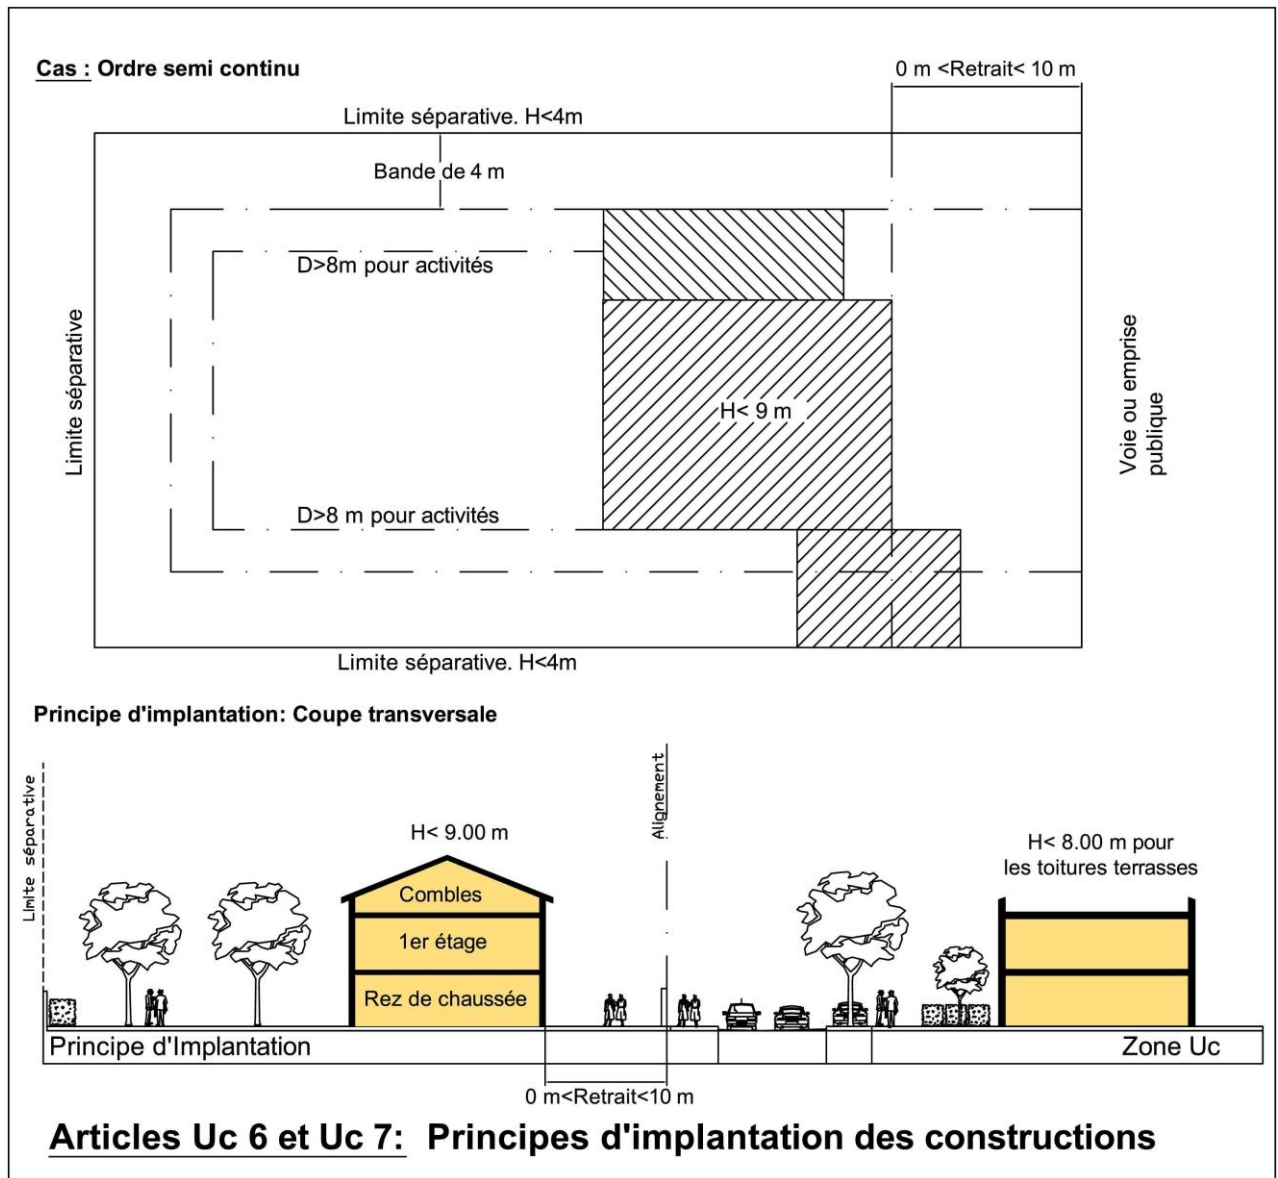 Cas : Ordre semi continu
0 m <Retrait< 10 m
Limite séparative. H<4m
Bande de 4 m
D>8m pour activités
Limite séparative
H< 9 m
Voie ou emprise
publique
D>8 m pour activités
Limite séparative. H<4m
Principe d'implantation: Coupe transversale
Limite séparative
H< 9.00 m
Alignement
H< 8.00 m pour
les toitures terrasses
Combles
1er étage
Rez de chaussée
Principe d'Implantation
Zone Uc
0 m<Retrait<10 m
Articles Uc 6 et Uc 7: Principes d'implantation des constructions